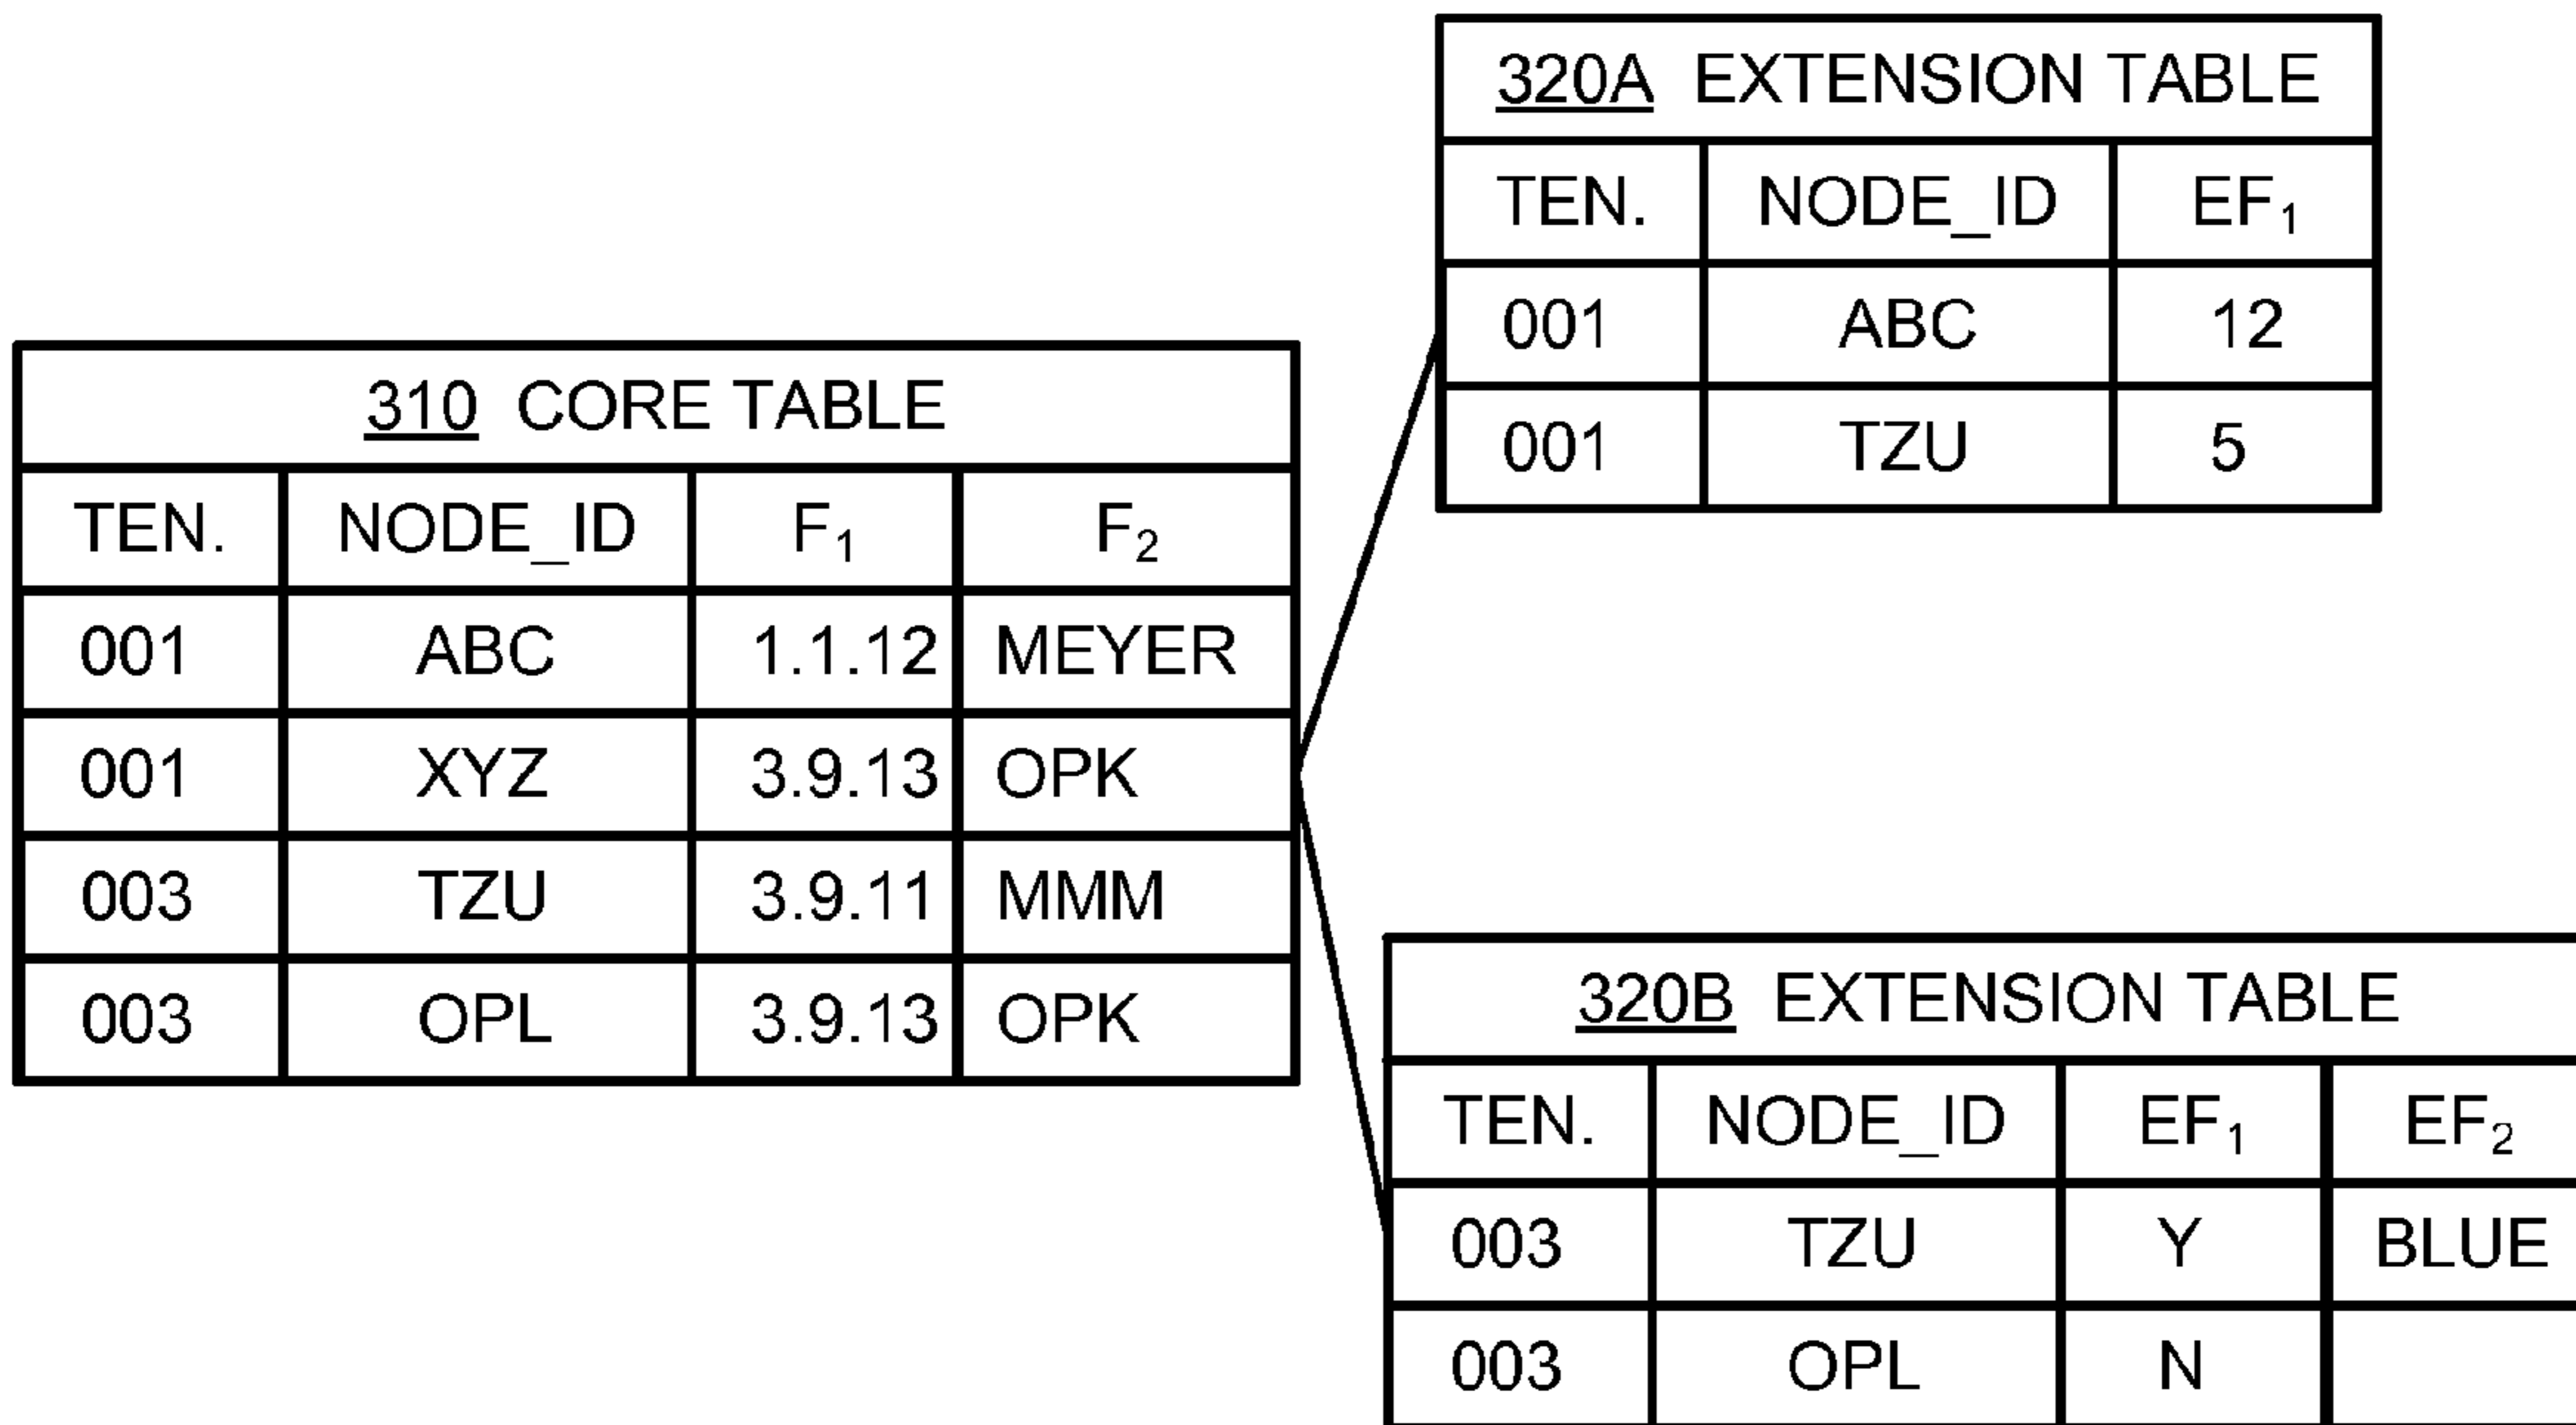 320A EXTENSION TABLE
TEN. NODE_ID EF₁
001 ABC 12
001 TZU 5
310 CORE TABLE
TEN. NODE_ID F₁ F₂
001 ABC 1.1.12 MEYER
001 XYZ 3.9.13 OPK
003 TZU 3.9.11 MMM
003 OPL 3.9.13 OPK
320B EXTENSION TABLE
TEN. NODE_ID EF₁ EF₂
003 TZU Y BLUE
003 OPL N